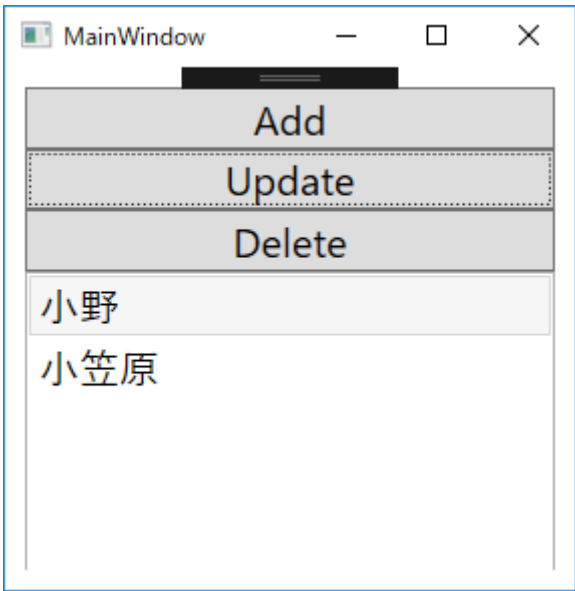 MainWindow
Add
Update
Delete
小野
小笠原